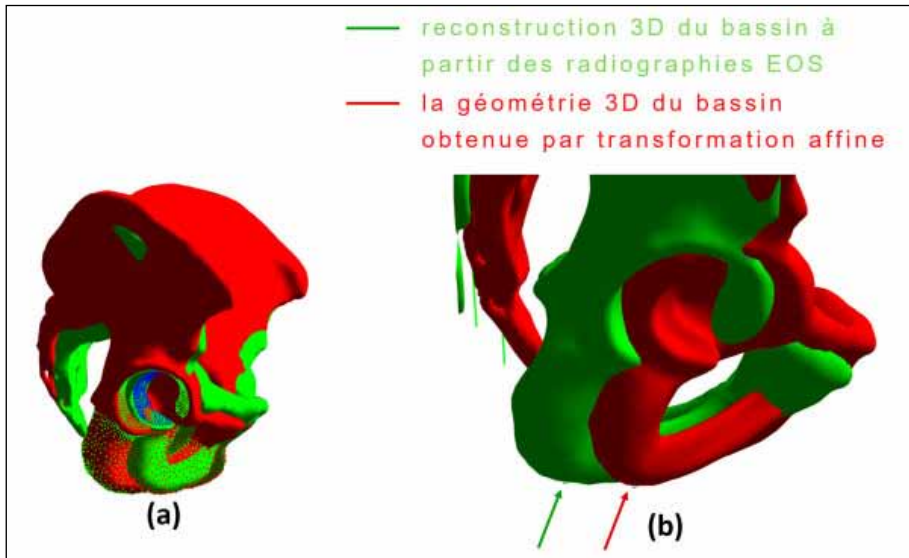 reconstruction 3D du bassin à
partir des radiographies EOS
la géométrie 3D du bassin
obtenue par transformation affine
(a)
(b)